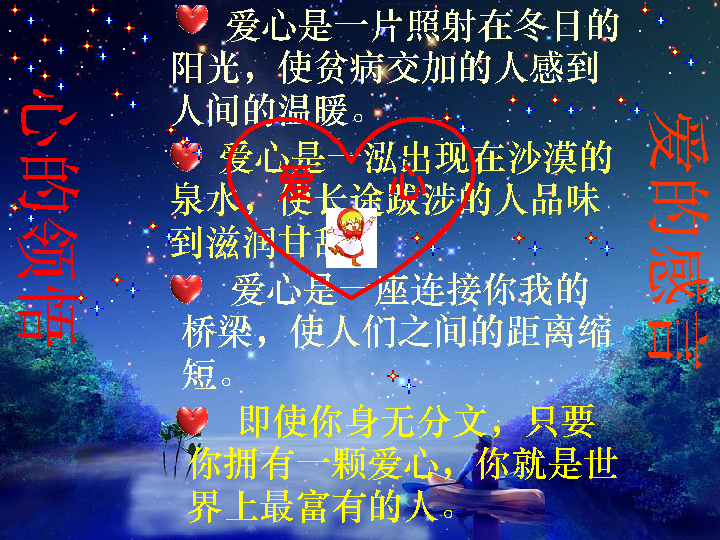 心的领悟
爱心是一片照射在冬日的
阳光，使贫病交加的人感到
人间的温暖。
爱心是一泓出现在沙漠的
泉水，使长途跋涉的人品味
到滋润甘甜
爱心是一座连接你我的
桥梁，使人们之间的距离缩
短。
即使你身无分文，只要
你拥有一颗爱心，你就是世
界上最富有的人。
爱心
爱的感言